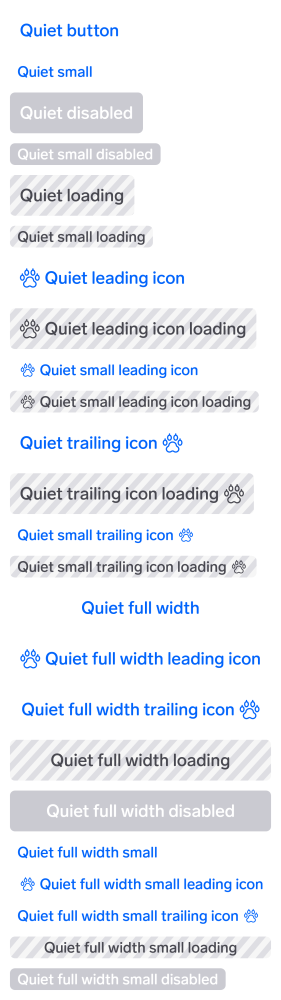 Quiet button
Quiet small
Quiet disabled
Quiet small disabled
Quiet loading
Quiet small loading
Quiet leading icon
Quiet leading icon loading
Quiet small leading icon
Quiet small leading icon loading
Quiet trailing icon
Quiet trailing icon loading
Quiet small trailing icon
Quiet small trailing icon loading
Quiet full width
Quiet full width leading icon
Quiet full width trailing icon
Quiet full width loading
Quiet full width disabled
Quiet full width small
Quiet full width small leading icon
Quiet full width small trailing icon
Quiet full width small loading
Quiet full width small disabled